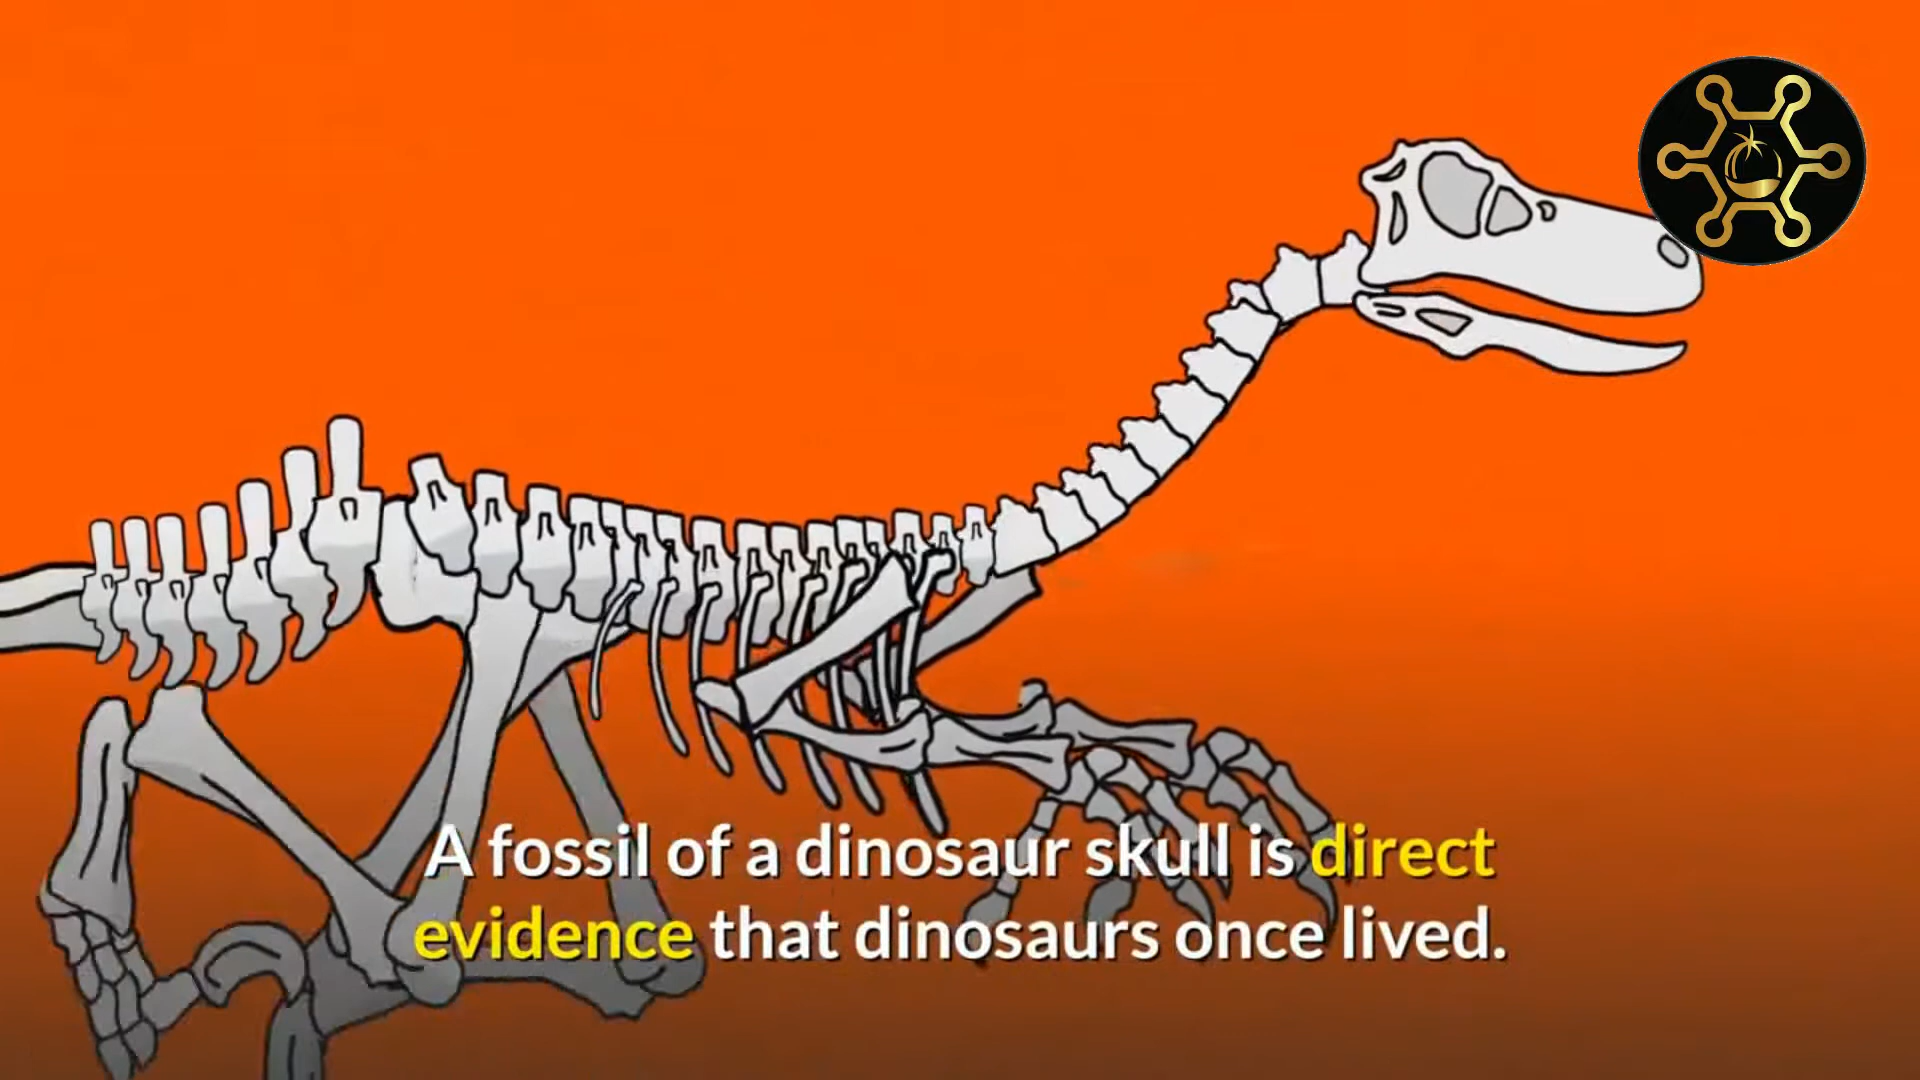 A fossil of a dinosaur skull is direct
evidence that dinosaurs once lived.